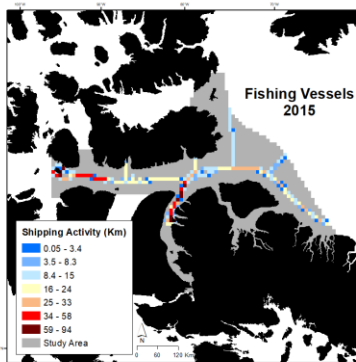 Fishing Vessels
2015
Shipping Activity (Km)
0.05 - 3.4
3.5 - 8.3
8.4 - 15
16 - 24
25 - 33
34 - 58
59 - 94
Study Area
0 60 120 Km